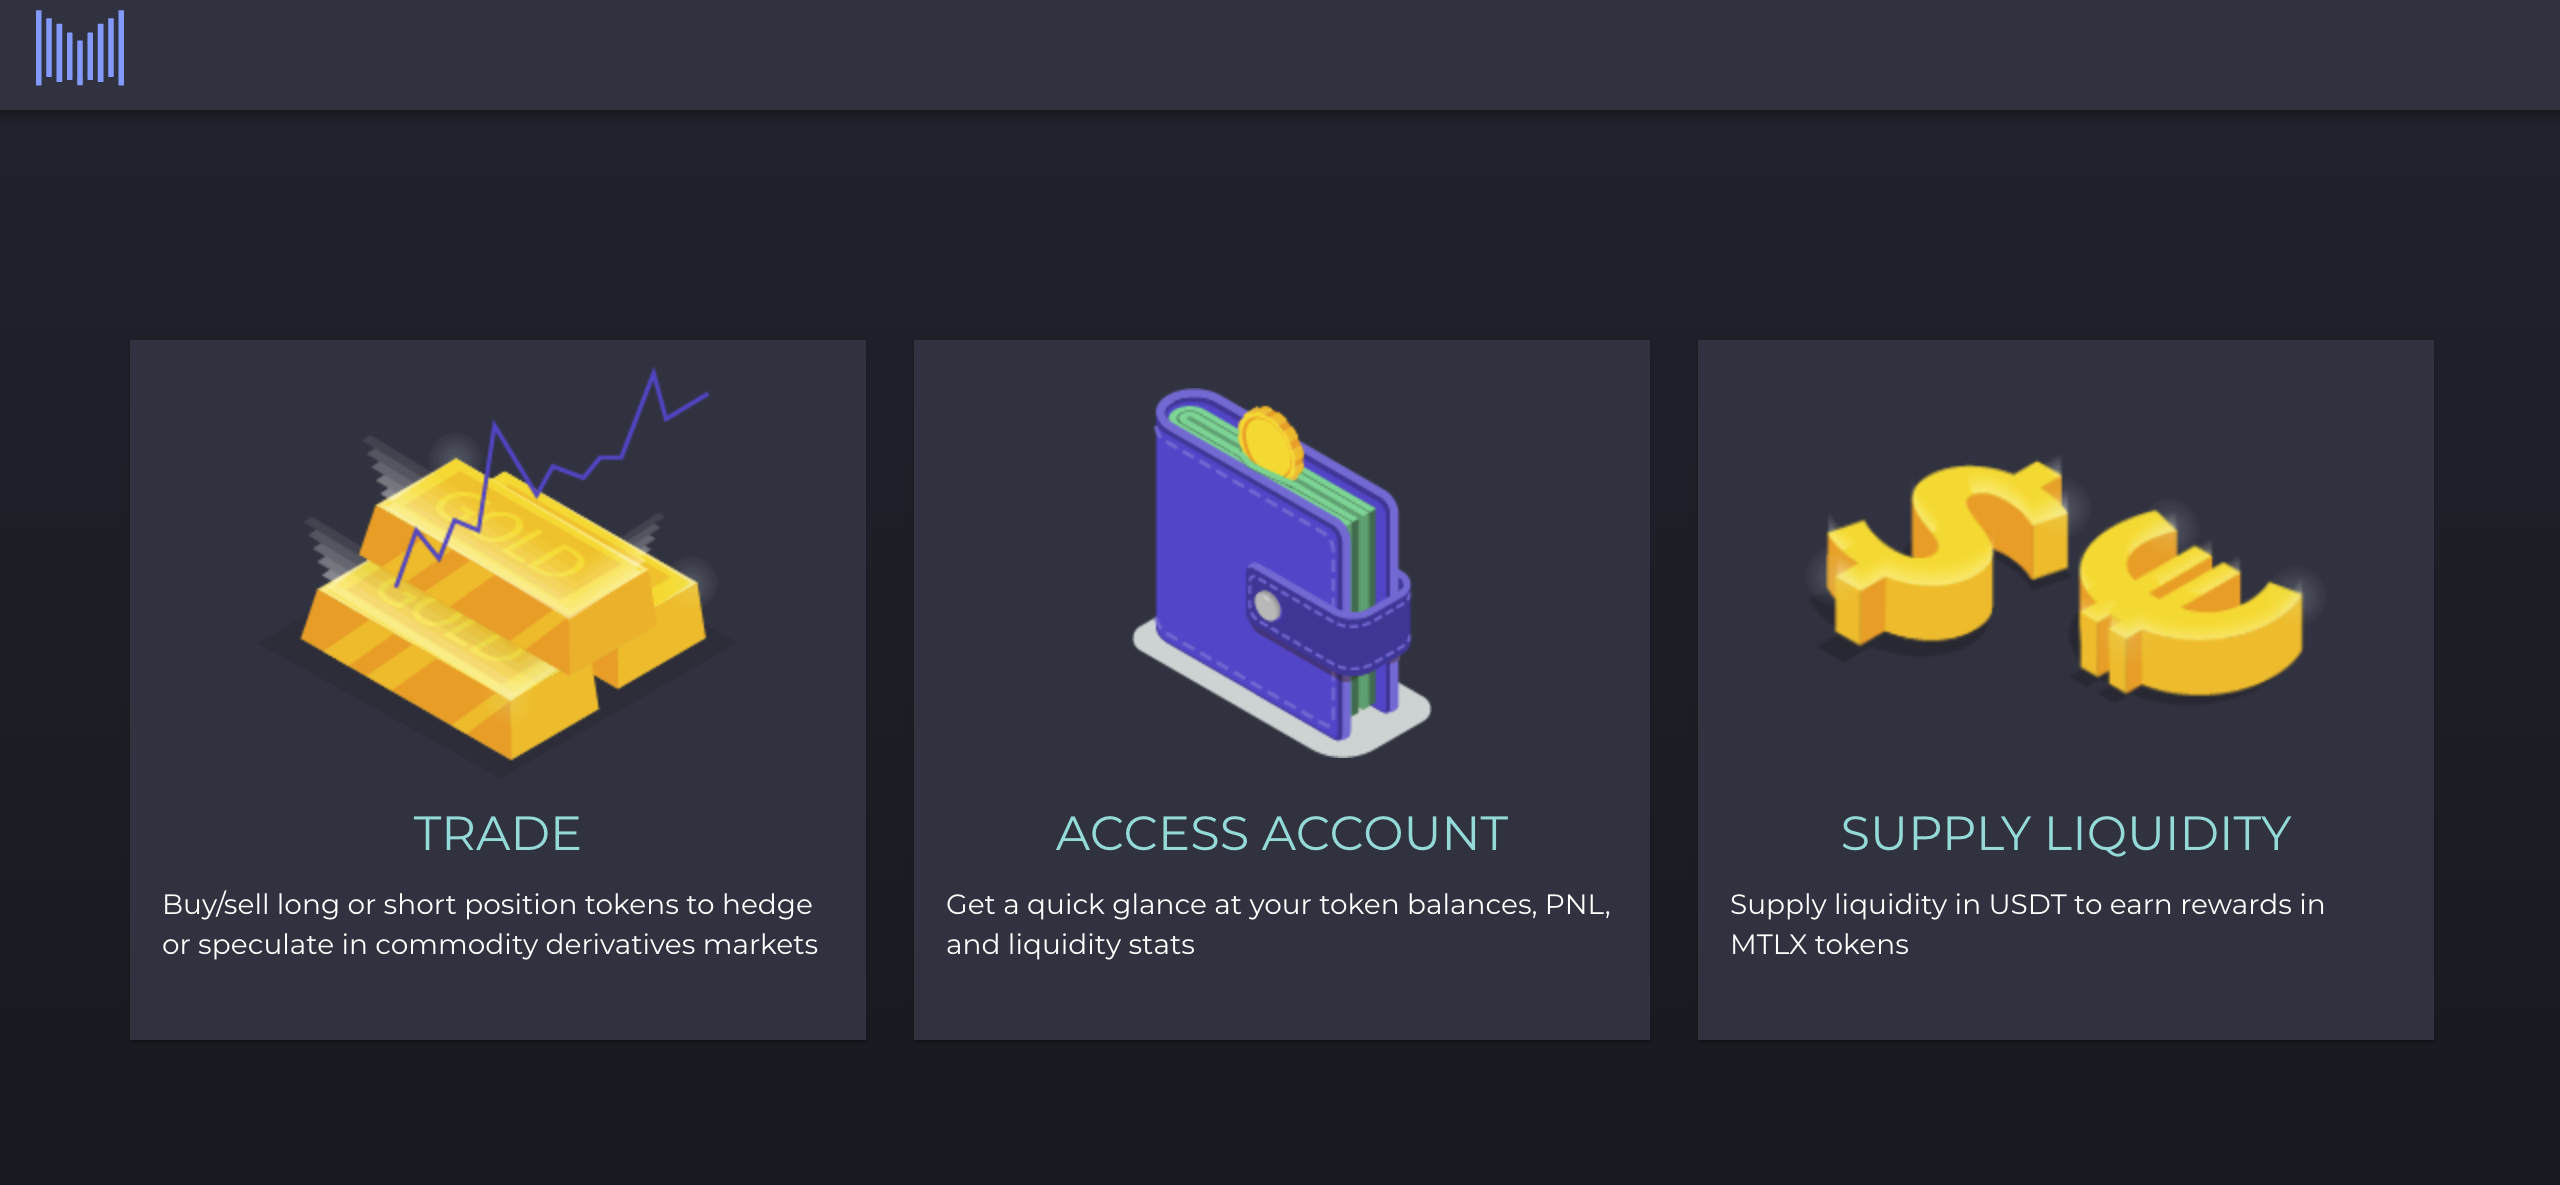 GOLD
GOLD
TRADE
Buy/sell long or short position tokens to hedge
or speculate in commodity derivatives markets
ACCESS ACCOUNT
Get a quick glance at your token balances, PNL,
and liquidity stats
SUPPLY LIQUIDITY
Supply liquidity in USDT to earn rewards in
MTLX tokens